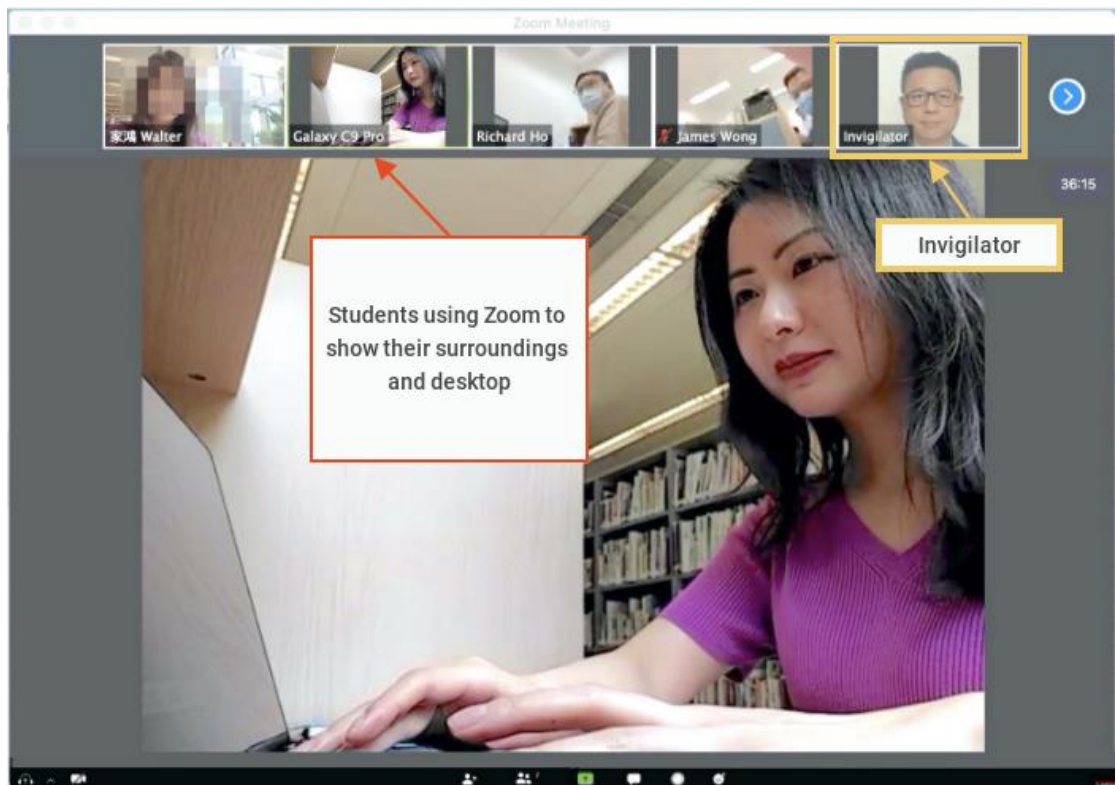 Zoom Meeting
家鴻 Walter
Galaxy C9 Pro
Richard Ho
James Wong
Invigilator
36:15
Invigilator
Students using Zoom to
show their surroundings
and desktop